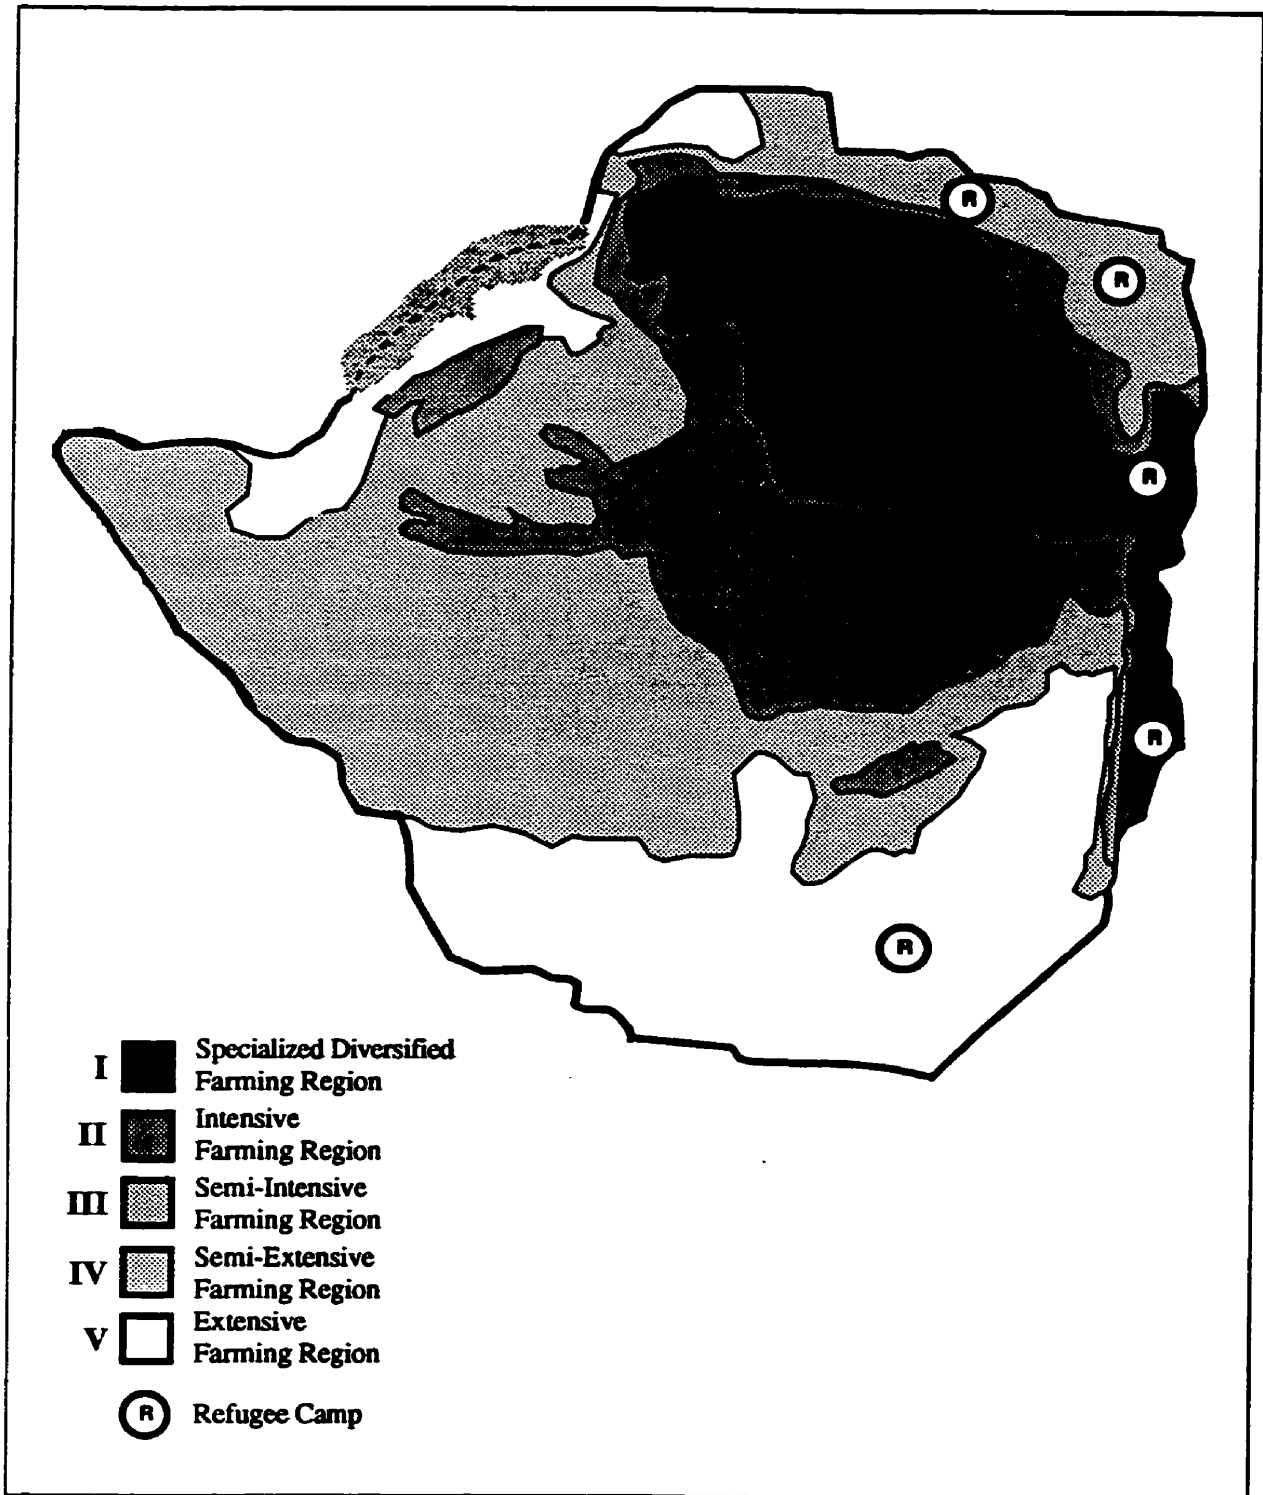 R
R
R
R
R
I Specialized Diversified
Farming Region
II Intensive
Farming Region
III Semi-Intensive
Farming Region
IV Semi-Extensive
Farming Region
V Extensive
Farming Region
R Refugee Camp